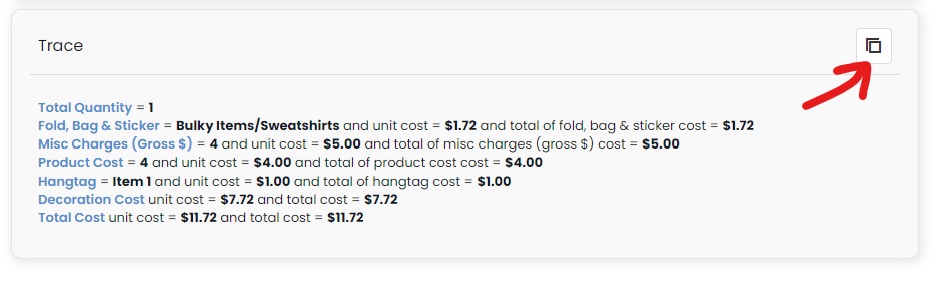 Trace
Total Quantity = 1
Fold, Bag & Sticker = Bulky Items/Sweatshirts and unit cost = $1.72 and total of fold, bag & sticker cost = $1.72
Misc Charges (Gross $) = 4 and unit cost = $5.00 and total of misc charges (gross $) cost = $5.00
Product Cost = 4 and unit cost = $4.00 and total of product cost cost = $4.00
Hangtag = Item 1 and unit cost = $1.00 and total of hangtag cost = $1.00
Decoration Cost unit cost = $7.72 and total cost = $7.72
Total Cost unit cost = $11.72 and total cost = $11.72